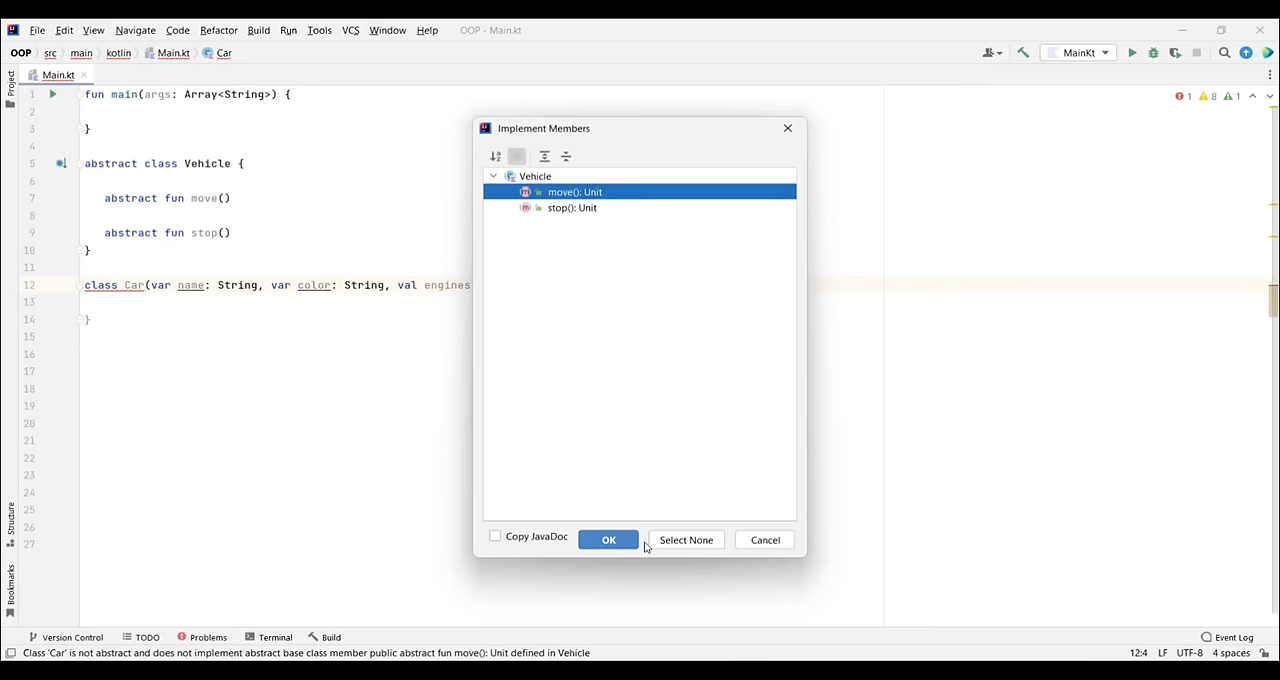 File Edit View Navigate Code Refactor Build Run Tools VCS Window Help OOP - Main.kt
OOP src main kotlin Main.kt Car MainKt
Project
Main.kt
1 fun main(args: Array<String>) {
1 8 1
2
3 }
4
5 abstract class Vehicle {
6
7 abstract fun move()
8
9 abstract fun stop()
10 }
11
12 class Car(var name: String, var color: String, val engines
13
14 }
15
16
17
18
19
20
21
22
23
24
25
26
27
Implement Members
Vehicle
move(): Unit
stop(): Unit
Copy JavaDoc OK Select None Cancel
Structure
Bookmarks
Version Control TODO Problems Terminal Build Event Log
Class 'Car' is not abstract and does not implement abstract base class member public abstract fun move(): Unit defined in Vehicle 12:4 LF UTF-8 4 spaces